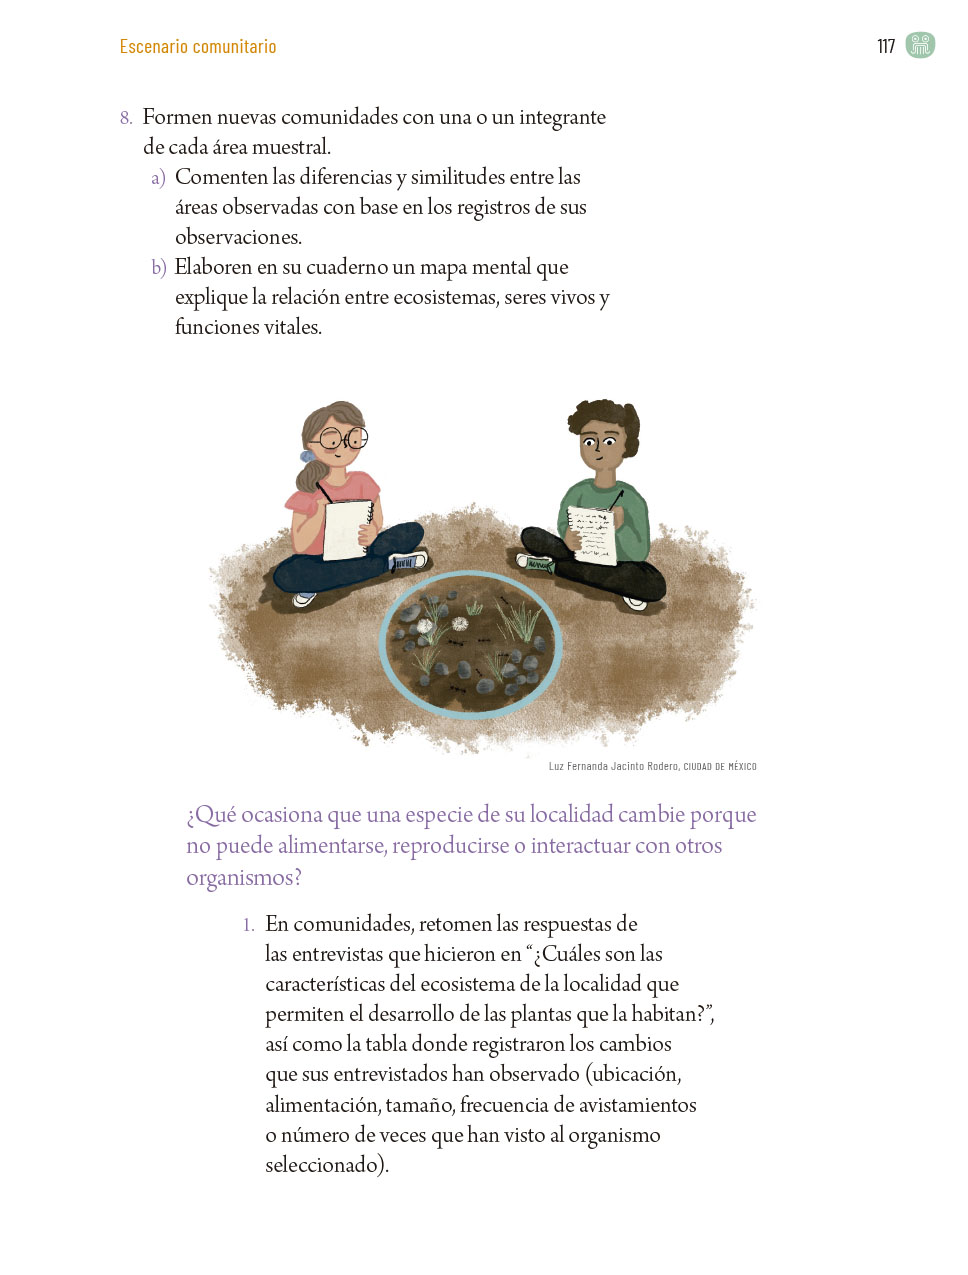 Escenario comunitario
117
8. Formen nuevas comunidades con una o un integrante
de cada área muestral.
a) Comenten las diferencias y similitudes entre las
áreas observadas con base en los registros de sus
observaciones.
b) Elaboren en su cuaderno un mapa mental que
explique la relación entre ecosistemas, seres vivos y
funciones vitales.
Luz Fernanda Jacinto Rodero, CIUDAD DE MÉXICO
¿Qué ocasiona que una especie de su localidad cambie porque
no puede alimentarse, reproducirse o interactuar con otros
organismos?
1. En comunidades, retomen las respuestas de
las entrevistas que hicieron en “¿Cuáles son las
características del ecosistema de la localidad que
permiten el desarrollo de las plantas que la habitan?”,
así como la tabla donde registraron los cambios
que sus entrevistados han observado (ubicación,
alimentación, tamaño, frecuencia de avistamientos
o número de veces que han visto al organismo
seleccionado).